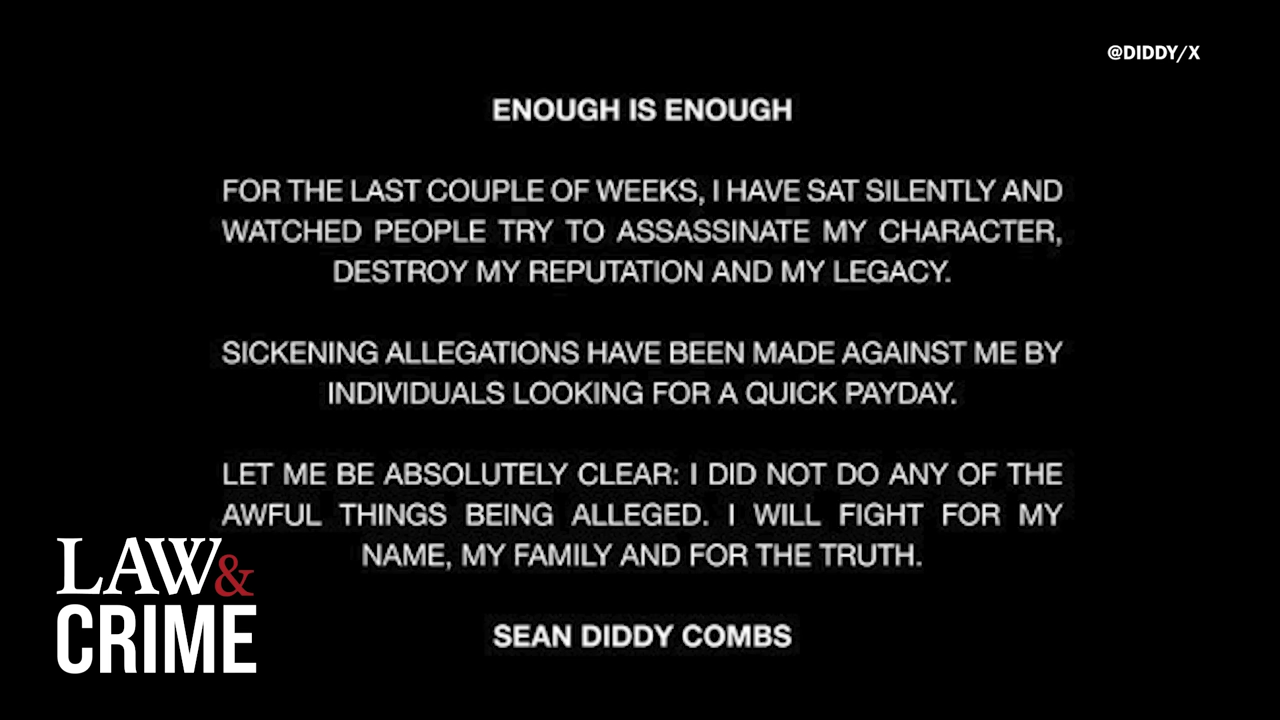 @DIDDY/X
ENOUGH IS ENOUGH
FOR THE LAST COUPLE OF WEEKS, I HAVE SAT SILENTLY AND
WATCHED PEOPLE TRY TO ASSASSINATE MY CHARACTER,
DESTROY MY REPUTATION AND MY LEGACY.
SICKENING ALLEGATIONS HAVE BEEN MADE AGAINST ME BY
INDIVIDUALS LOOKING FOR A QUICK PAYDAY.
LET ME BE ABSOLUTELY CLEAR: I DID NOT DO ANY OF THE
AWFUL THINGS BEING ALLEGED. I WILL FIGHT FOR MY
NAME, MY FAMILY AND FOR THE TRUTH.
SEAN DIDDY COMBS
LAW&
CRIME